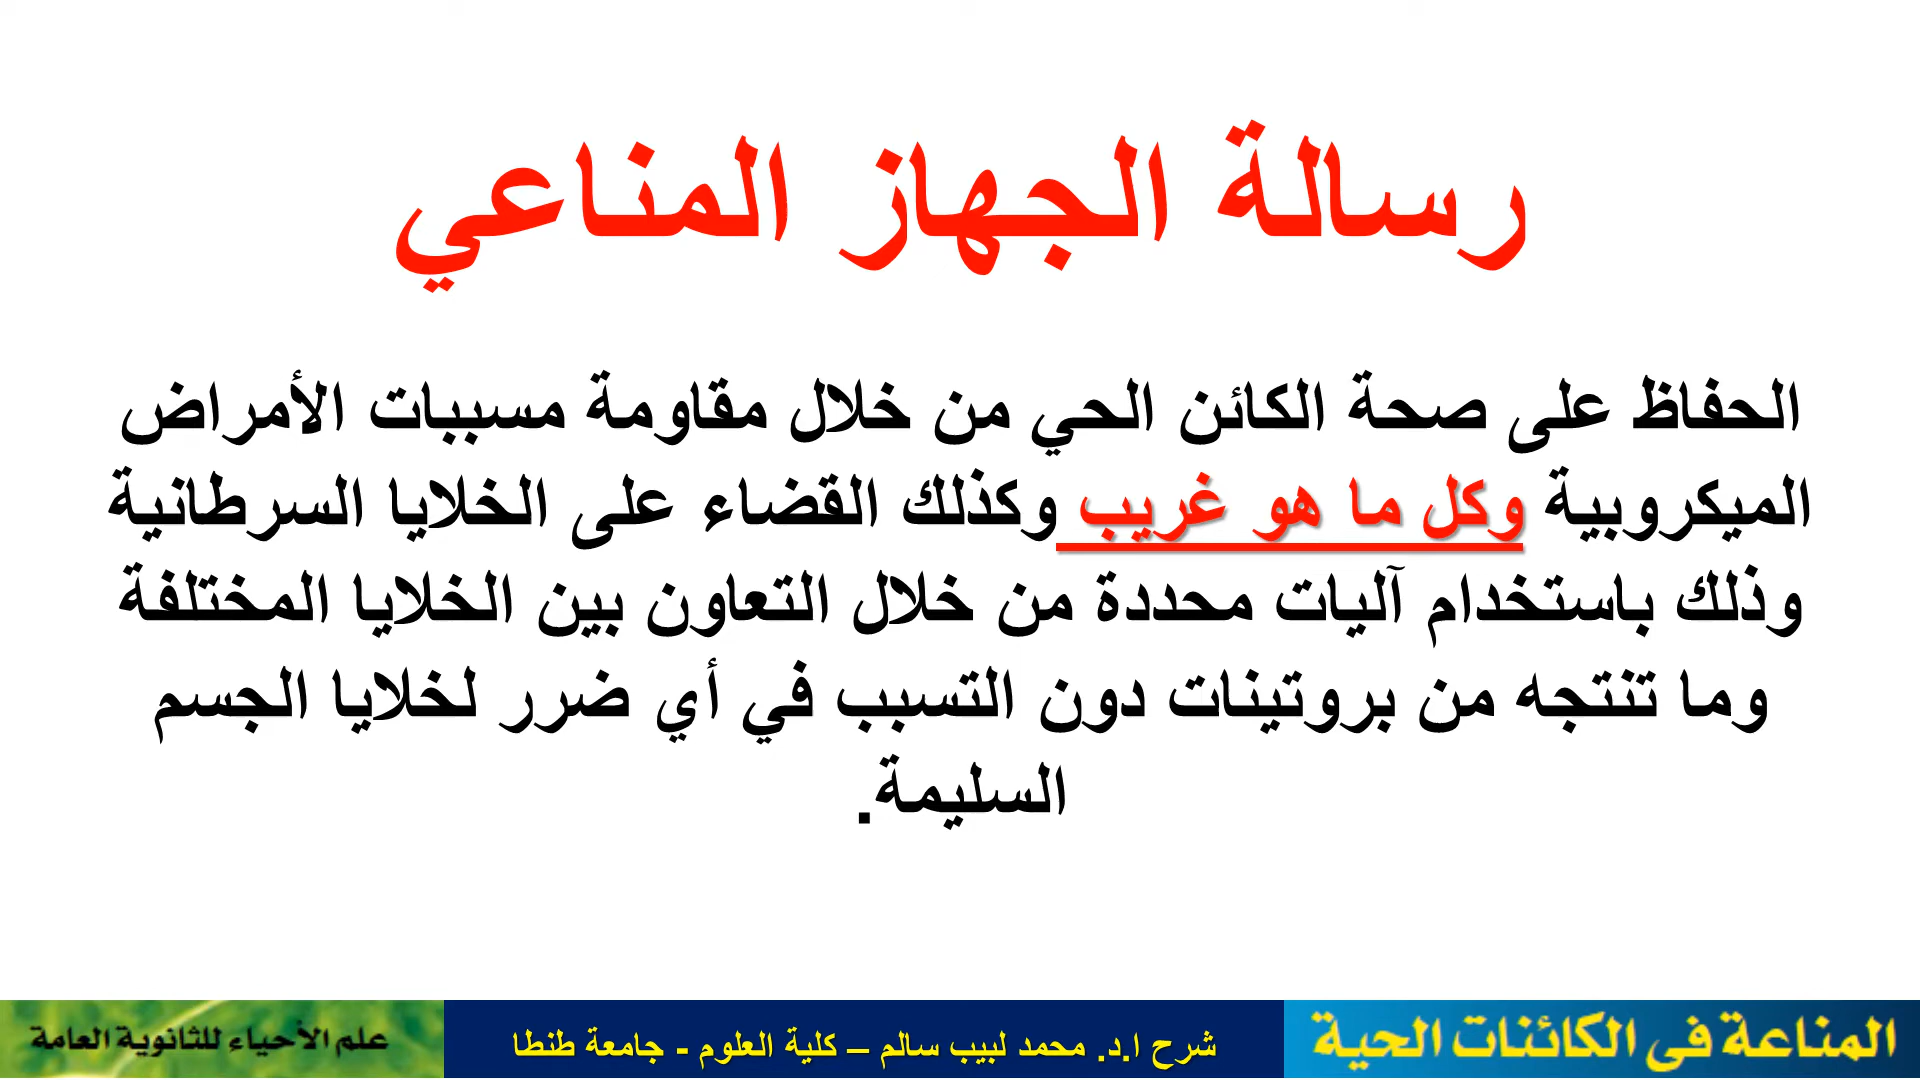 رسالة الجهاز المناعي
الحفاظ على صحة الكائن الحي من خلال مقاومة مسببات الأمراض
الميكروبية وكل ما هو غريب وكذلك القضاء على الخلايا السرطانية
وذلك باستخدام آليات محددة من خلال التعاون بين الخلايا المختلفة
وما تنتجه من بروتينات دون التسبب في أي ضرر لخلايا الجسم
السليمة.
المناعة فى الكائنات الحية
شرح ا.د. محمد لبيب سالم – كلية العلوم - جامعة طنطا
علم الأحياء للثانوية العامة